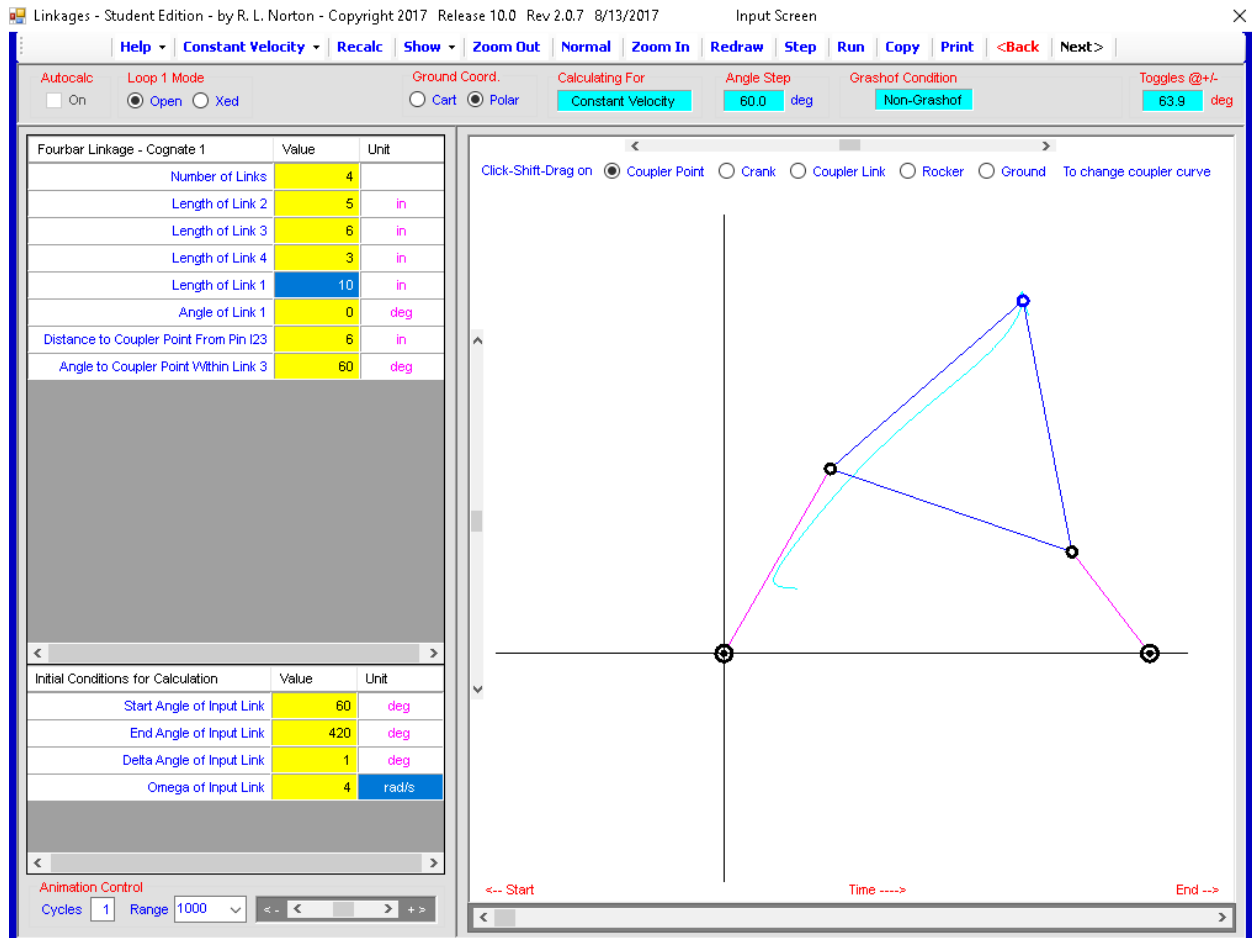 Linkages - Student Edition - by R. L. Norton - Copyright 2017 Release 10.0 Rev 2.0.7 8/13/2017 Input Screen
Help Constant Velocity Recalc Show Zoom Out Normal Zoom In Redraw Step Run Copy Print <Back Next>
Autocalc Loop 1 Mode Ground Coord. Calculating For Angle Step Grashof Condition Toggles @+/-
On Open Xed Cart Polar Constant Velocity 60.0 deg Non-Grashof 63.9 deg
Fourbar Linkage - Cognate 1 Value Unit
Number of Links 4
Length of Link 2 5 in
Length of Link 3 6 in
Length of Link 4 3 in
Length of Link 1 10 in
Angle of Link 1 0 deg
Distance to Coupler Point From Pin I23 6 in
Angle to Coupler Point Within Link 3 60 deg
Click-Shift-Drag on Coupler Point Crank Coupler Link Rocker Ground To change coupler curve
Initial Conditions for Calculation Value Unit
Start Angle of Input Link 60 deg
End Angle of Input Link 420 deg
Delta Angle of Input Link 1 deg
Omega of Input Link 4 rad/s
Animation Control
Cycles 1 Range 1000 <- < > +>
<-- Start Time ----> End -->